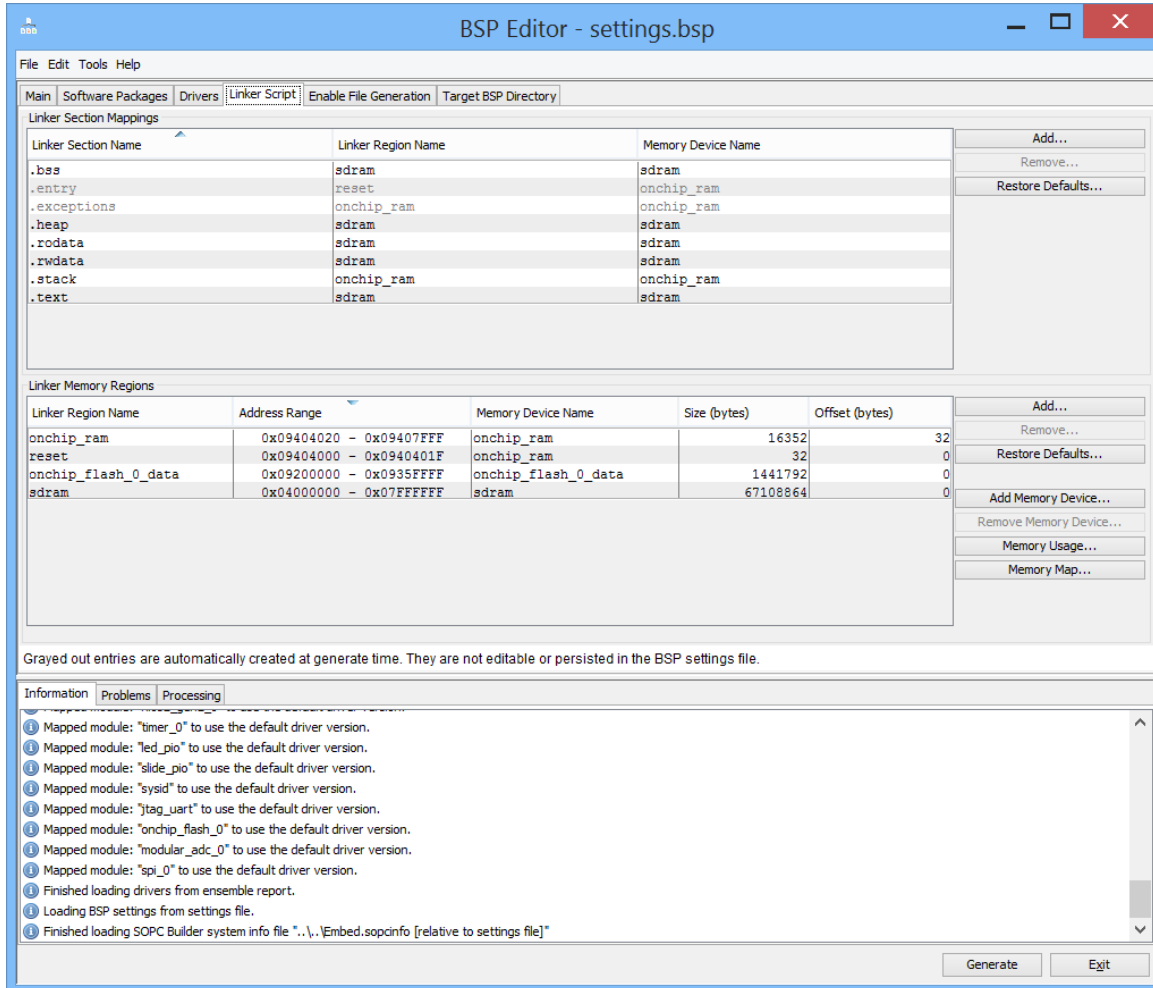 BSP Editor - settings.bsp
File Edit Tools Help
Main Software Packages Drivers Linker Script Enable File Generation Target BSP Directory
Linker Section Mappings
Linker Section Name Linker Region Name Memory Device Name
.bss sdram sdram
.entry reset onchip_ram
.exceptions onchip_ram onchip_ram
.heap sdram sdram
.rodata sdram sdram
.rwdata sdram sdram
.stack onchip_ram onchip_ram
.text sdram sdram
Add...
Remove...
Restore Defaults...
Linker Memory Regions
Linker Region Name Address Range Memory Device Name Size (bytes) Offset (bytes)
onchip_ram 0x09404020 - 0x09407FFF onchip_ram 16352 32
reset 0x09404000 - 0x0940401F onchip_ram 32 0
onchip_flash_0_data 0x09200000 - 0x0935FFFF onchip_flash_0_data 1441792 0
sdram 0x04000000 - 0x07FFFFFF sdram 67108864 0
Add...
Remove...
Restore Defaults...
Add Memory Device...
Remove Memory Device...
Memory Usage...
Memory Map...
Grayed out entries are automatically created at generate time. They are not editable or persisted in the BSP settings file.
Information Problems Processing
Mapped module: "timer_0" to use the default driver version.
Mapped module: "led_pio" to use the default driver version.
Mapped module: "slide_pio" to use the default driver version.
Mapped module: "sysid" to use the default driver version.
Mapped module: "jtag_uart" to use the default driver version.
Mapped module: "onchip_flash_0" to use the default driver version.
Mapped module: "modular_adc_0" to use the default driver version.
Mapped module: "spi_0" to use the default driver version.
Finished loading drivers from ensemble report.
Loading BSP settings from settings file.
Finished loading SOPC Builder system info file "..\..\Embed.sopcinfo [relative to settings file]"
Generate Exit